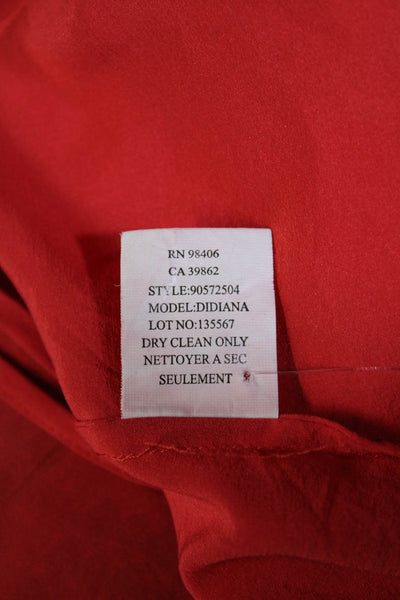 RN 98406
CA 39862
STYLE:90572504
MODEL:DIDIANA
LOT NO:135567
DRY CLEAN ONLY
NETTOYER A SEC
SEULEMENT